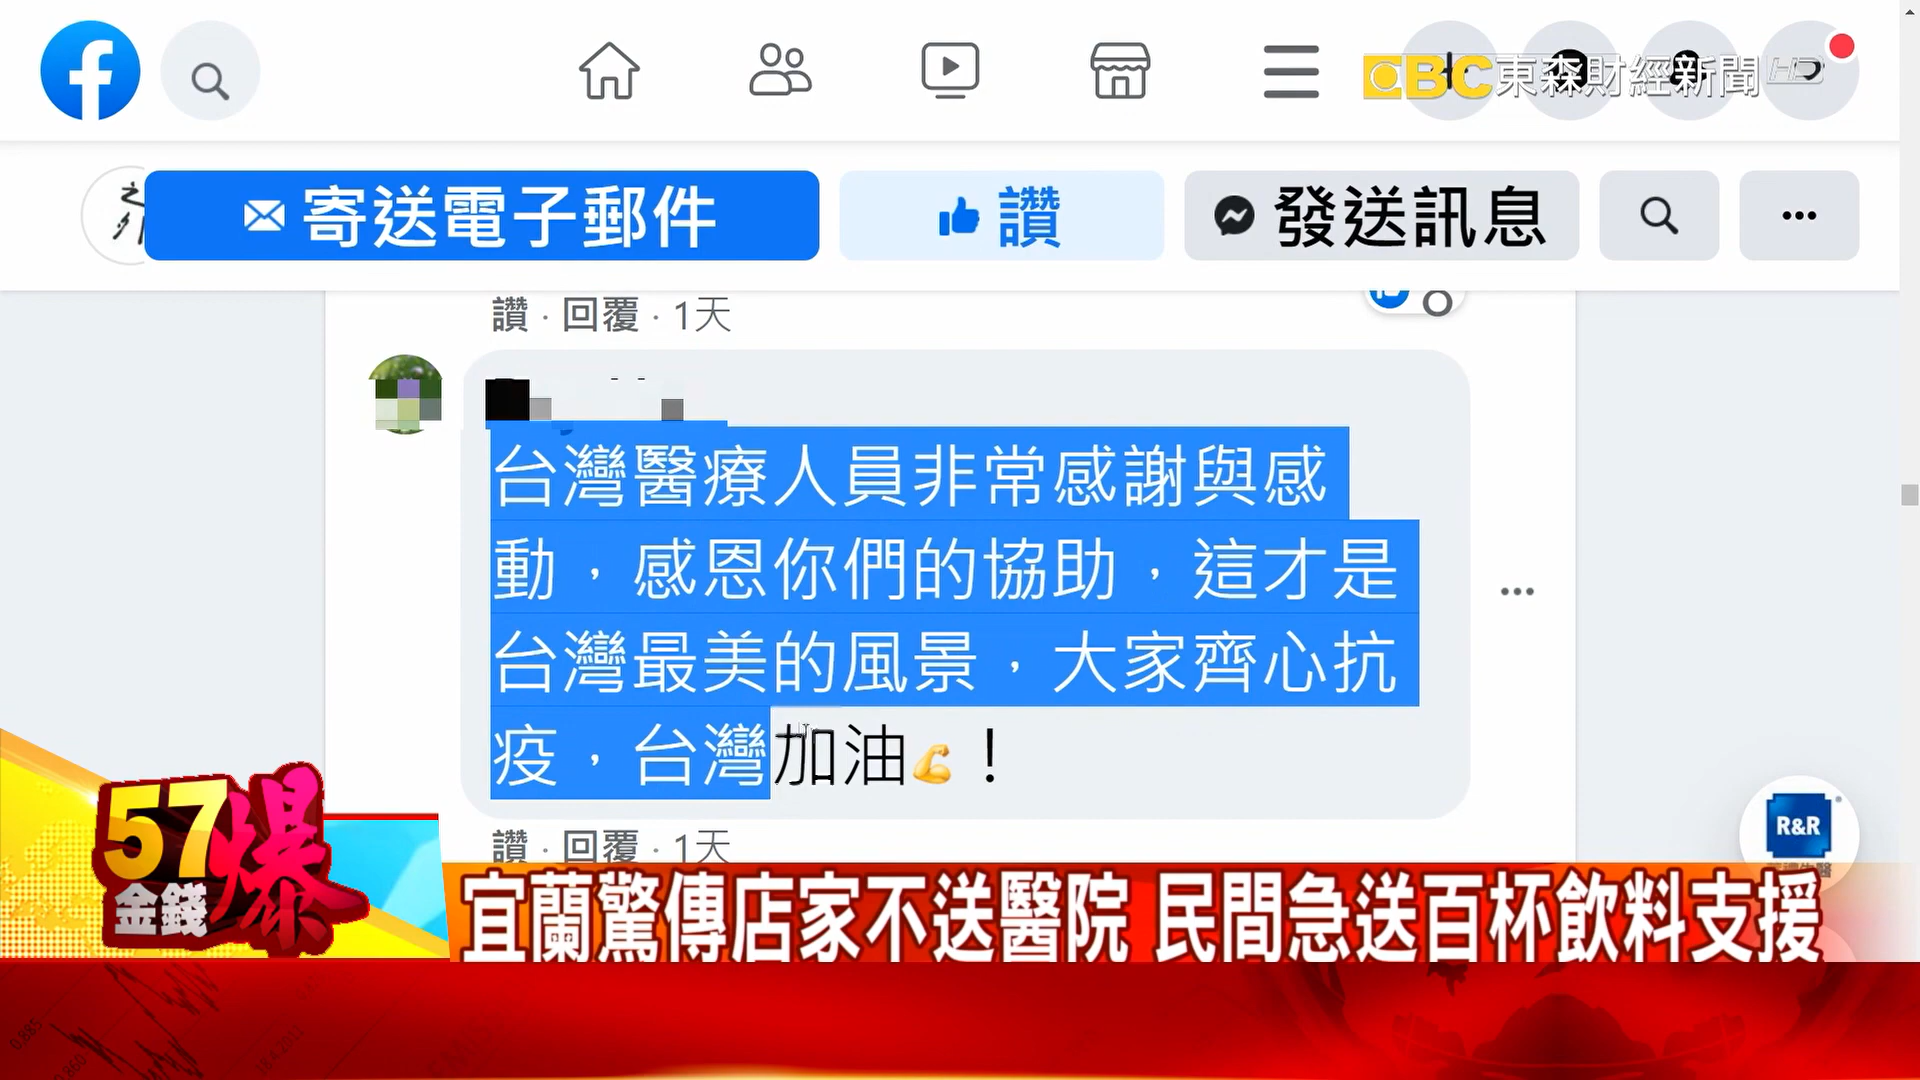 EBC東森財經新聞HD
寄送電子郵件
讚
發送訊息
讚 · 回覆 · 1天
台灣醫療人員非常感謝與感
動，感恩你們的協助，這才是
台灣最美的風景，大家齊心抗
疫，台灣加油💪！
讚 · 回覆 · 1天
R&R
57爆
金錢
宜蘭驚傳店家不送醫院 民間急送百杯飲料支援